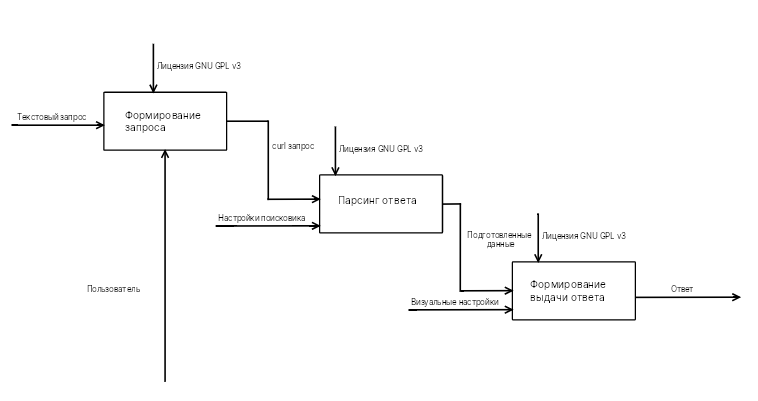 Лицензия GNU GPL v3
Текстовый запрос
Формирование
запроса
curl запрос
Лицензия GNU GPL v3
Парсинг ответа
Настройки поисковика
Подготовленные
данные
Лицензия GNU GPL v3
Пользователь
Формирование
выдачи ответа
Ответ
Визуальные настройки